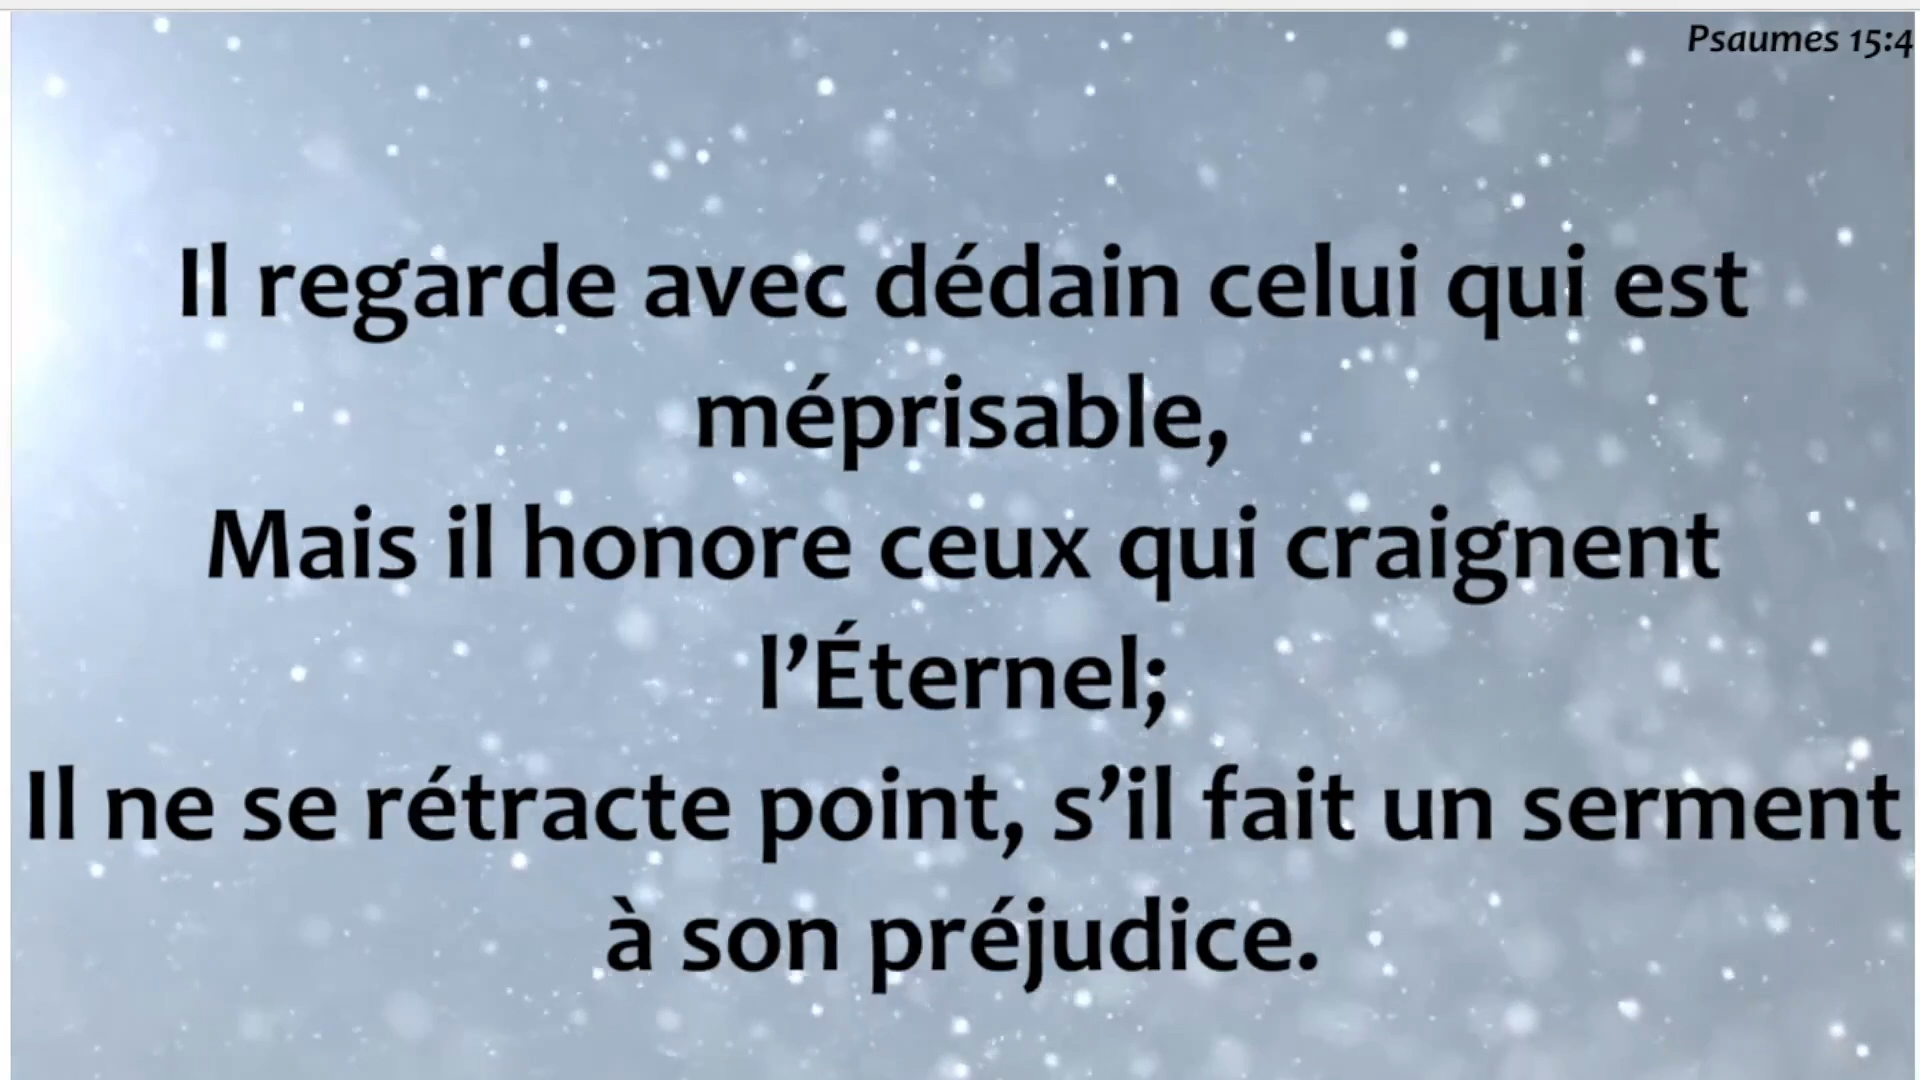 Psaumes 15:4
Il regarde avec dédain celui qui est
méprisable,
Mais il honore ceux qui craignent
l’Éternel;
Il ne se rétracte point, s’il fait un serment
à son préjudice.